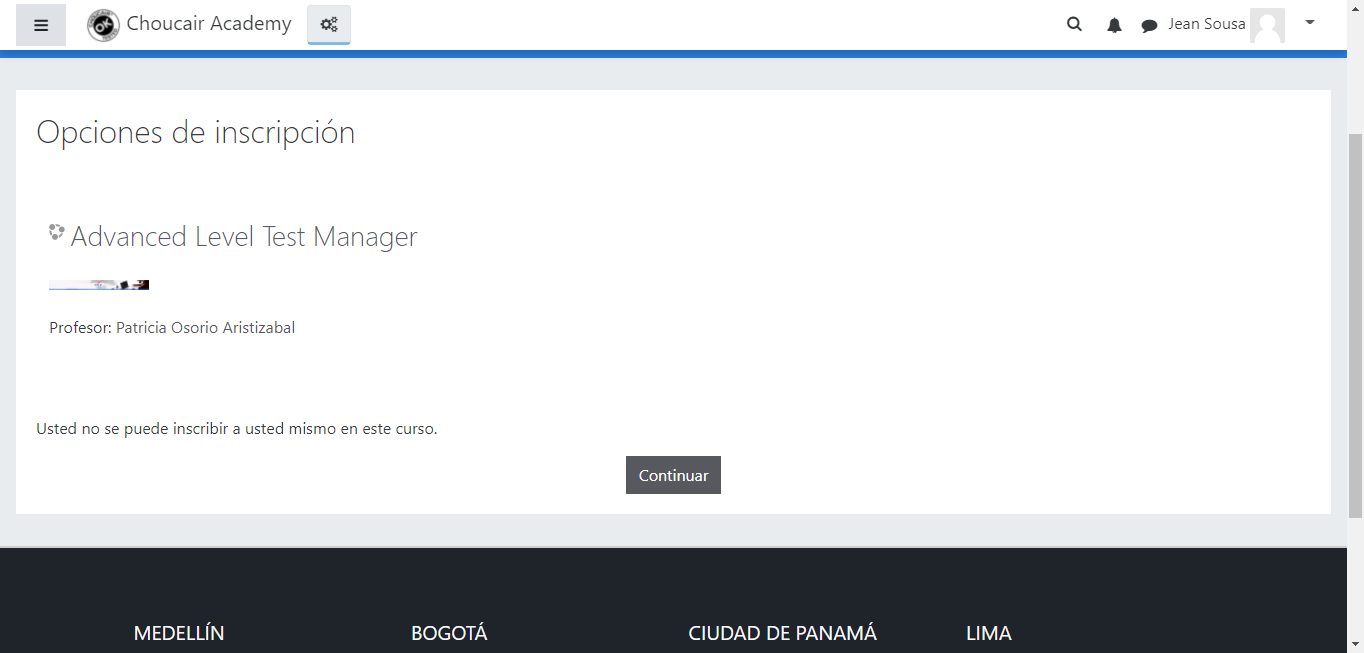 Choucair Academy
Jean Sousa
Opciones de inscripción
Advanced Level Test Manager
Profesor: Patricia Osorio Aristizabal
Usted no se puede inscribir a usted mismo en este curso.
Continuar
MEDELLÍN BOGOTÁ CIUDAD DE PANAMÁ LIMA